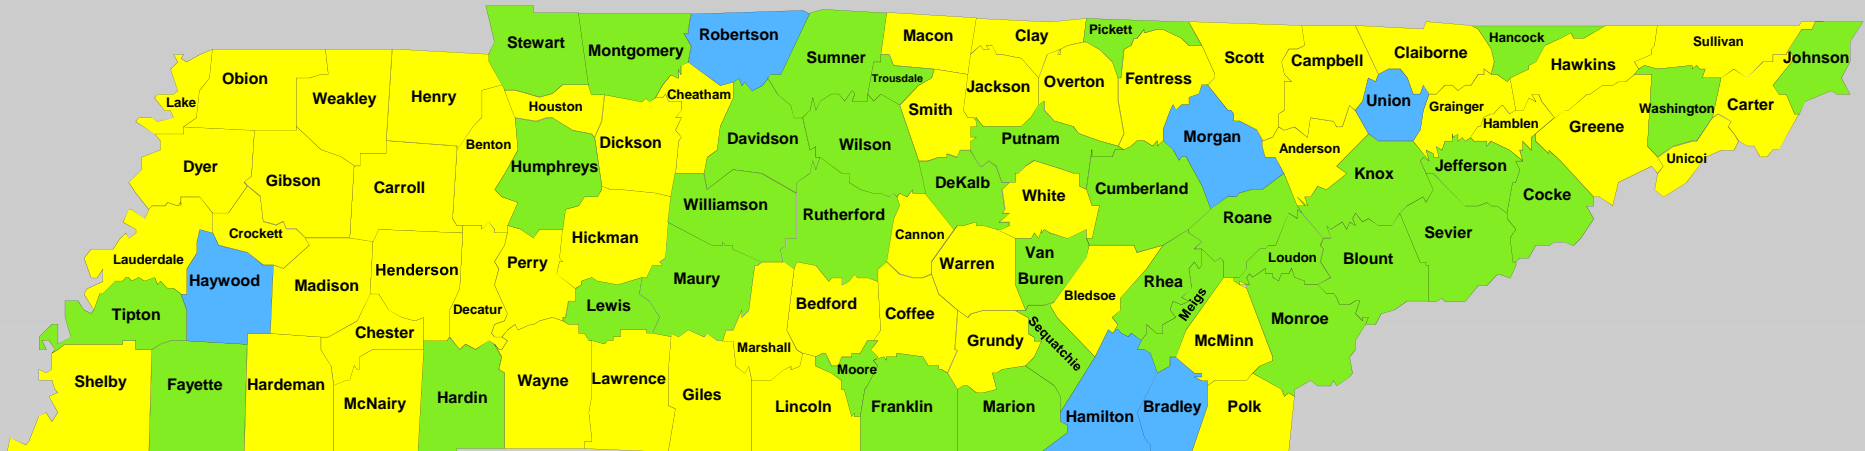 Stewart
Montgomery
Robertson
Sumner
Macon
Clay
Pickett
Scott
Campbell
Claiborne
Hancock
Hawkins
Sullivan
Johnson
Obion
Lake
Weakley
Henry
Houston
Cheatham
Trousdale
Jackson
Overton
Fentress
Smith
Union
Grainger
Hamblen
Greene
Washington
Carter
Unicoi
Dyer
Gibson
Carroll
Benton
Humphreys
Dickson
Davidson
Wilson
Putnam
Morgan
Anderson
Knox
Jefferson
Cocke
DeKalb
White
Cumberland
Roane
Sevier
Lauderdale
Crockett
Haywood
Madison
Henderson
Decatur
Perry
Hickman
Williamson
Rutherford
Cannon
Warren
Van
Buren
Bledsoe
Rhea
Meigs
Loudon
Blount
Tipton
Chester
Lewis
Maury
Marshall
Bedford
Coffee
Grundy
Sequatchie
McMinn
Monroe
Shelby
Fayette
Hardeman
McNairy
Hardin
Wayne
Lawrence
Giles
Lincoln
Moore
Franklin
Marion
Hamilton
Bradley
Polk